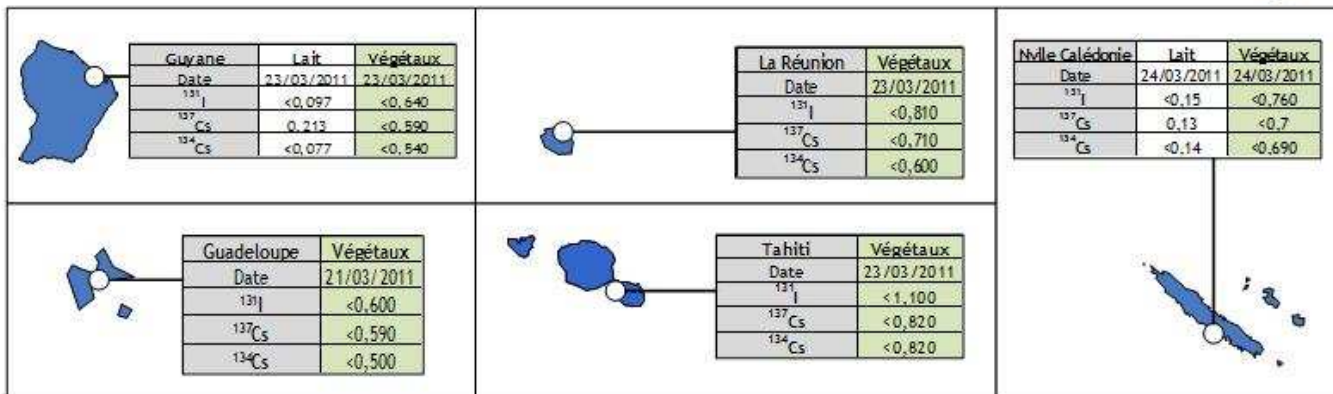 Guyane Lait Végétaux
Date 23/03/2011 23/03/2011
131I <0,097 <0,640
137Cs 0,213 <0,590
134Cs <0,077 <0,540
La Réunion Végétaux
Date 23/03/2011
131I <0,810
137Cs <0,710
134Cs <0,600
Nvlle Calédonie Lait Végétaux
Date 24/03/2011 24/03/2011
131I <0,15 <0,760
137Cs 0,13 <0,7
134Cs <0,14 <0,690
Guadeloupe Végétaux
Date 21/03/2011
131I <0,600
137Cs <0,590
134Cs <0,500
Tahiti Végétaux
Date 23/03/2011
131I <1,100
137Cs <0,820
134Cs <0,820